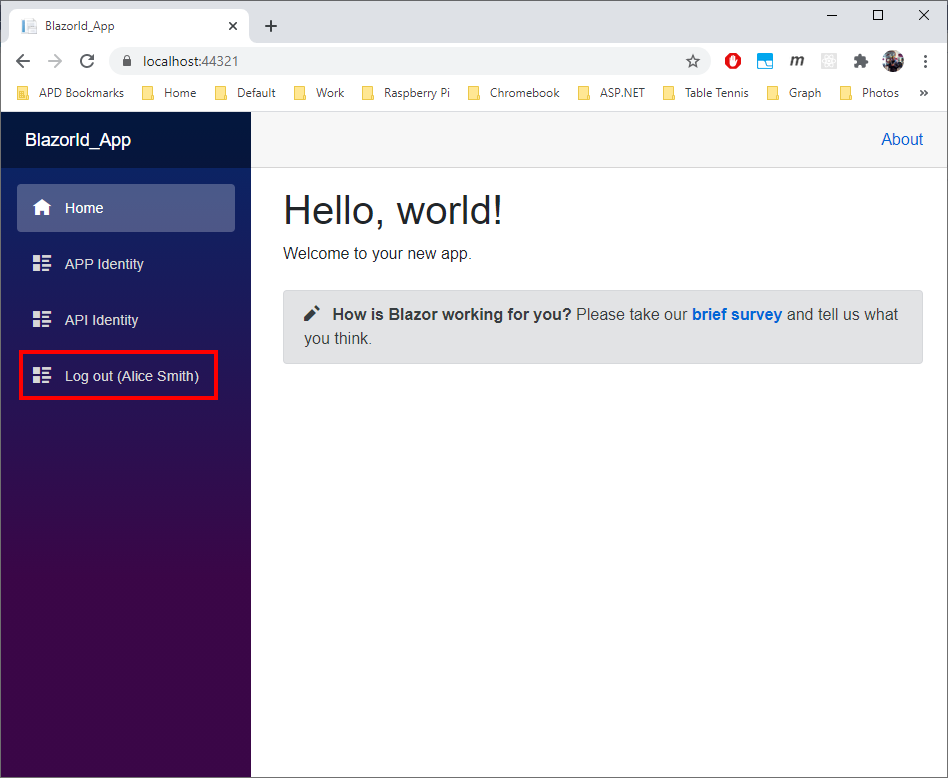 BlazorId_App
localhost:44321
APD Bookmarks Home Default Work Raspberry Pi Chromebook ASP.NET Table Tennis Graph Photos »
BlazorId_App
About
Home
APP Identity
API Identity
Log out (Alice Smith)
Hello, world!
Welcome to your new app.
How is Blazor working for you? Please take our brief survey and tell us what
you think.